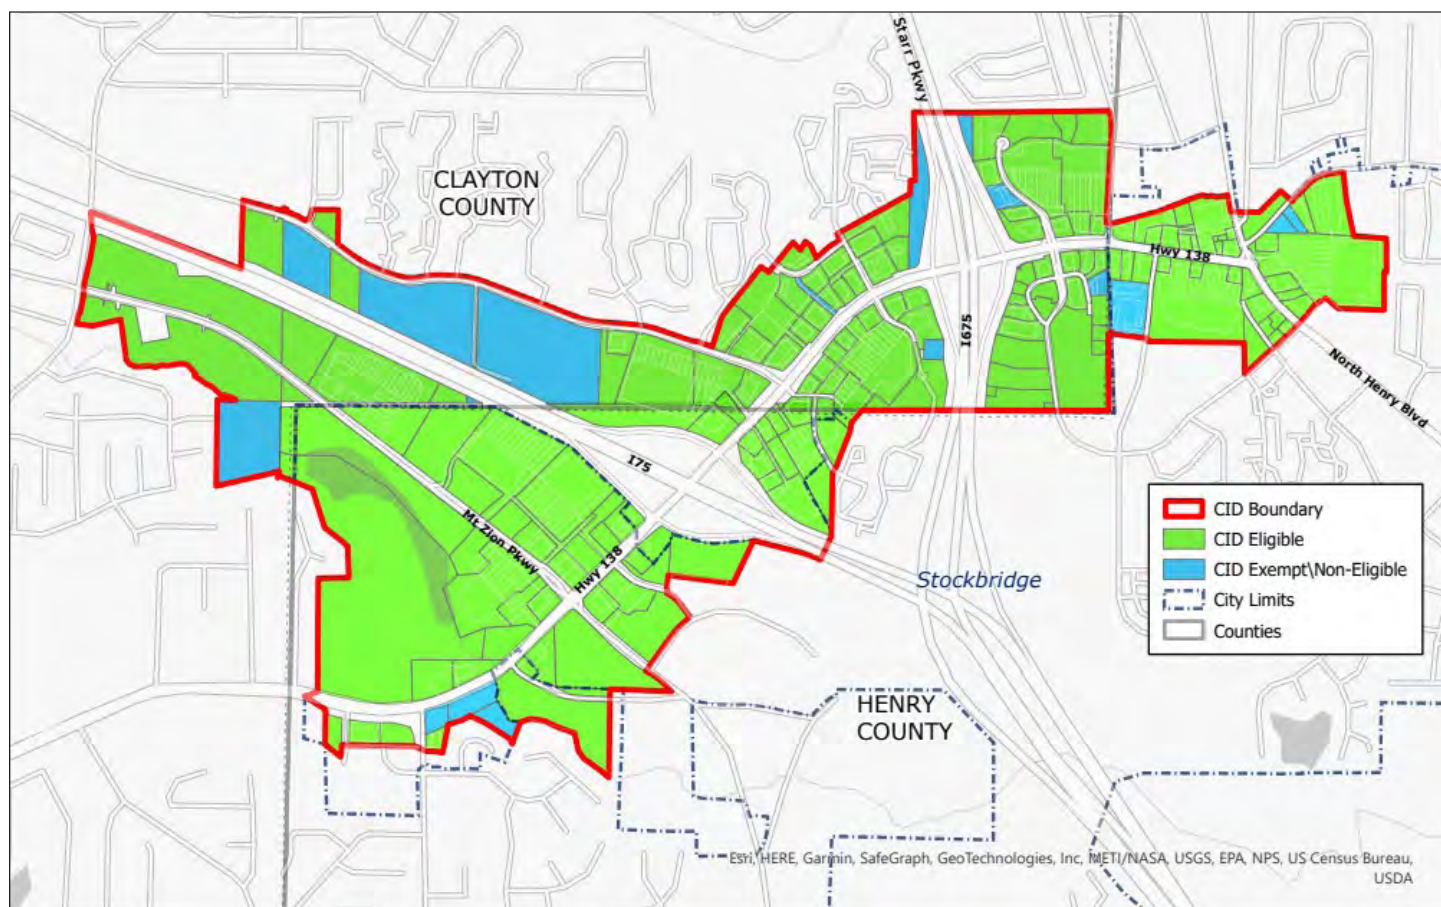 Starr Pkwy
CLAYTON
COUNTY
Hwy 138
I675
North Henry Blvd
I75
Mt Zion Pkwy
Hwy 138
Stockbridge
CID Boundary
CID Eligible
CID Exempt\Non-Eligible
City Limits
Counties
HENRY
COUNTY
Esri, HERE, Garmin, SafeGraph, GeoTechnologies, Inc, METI/NASA, USGS, EPA, NPS, US Census Bureau,
USDA